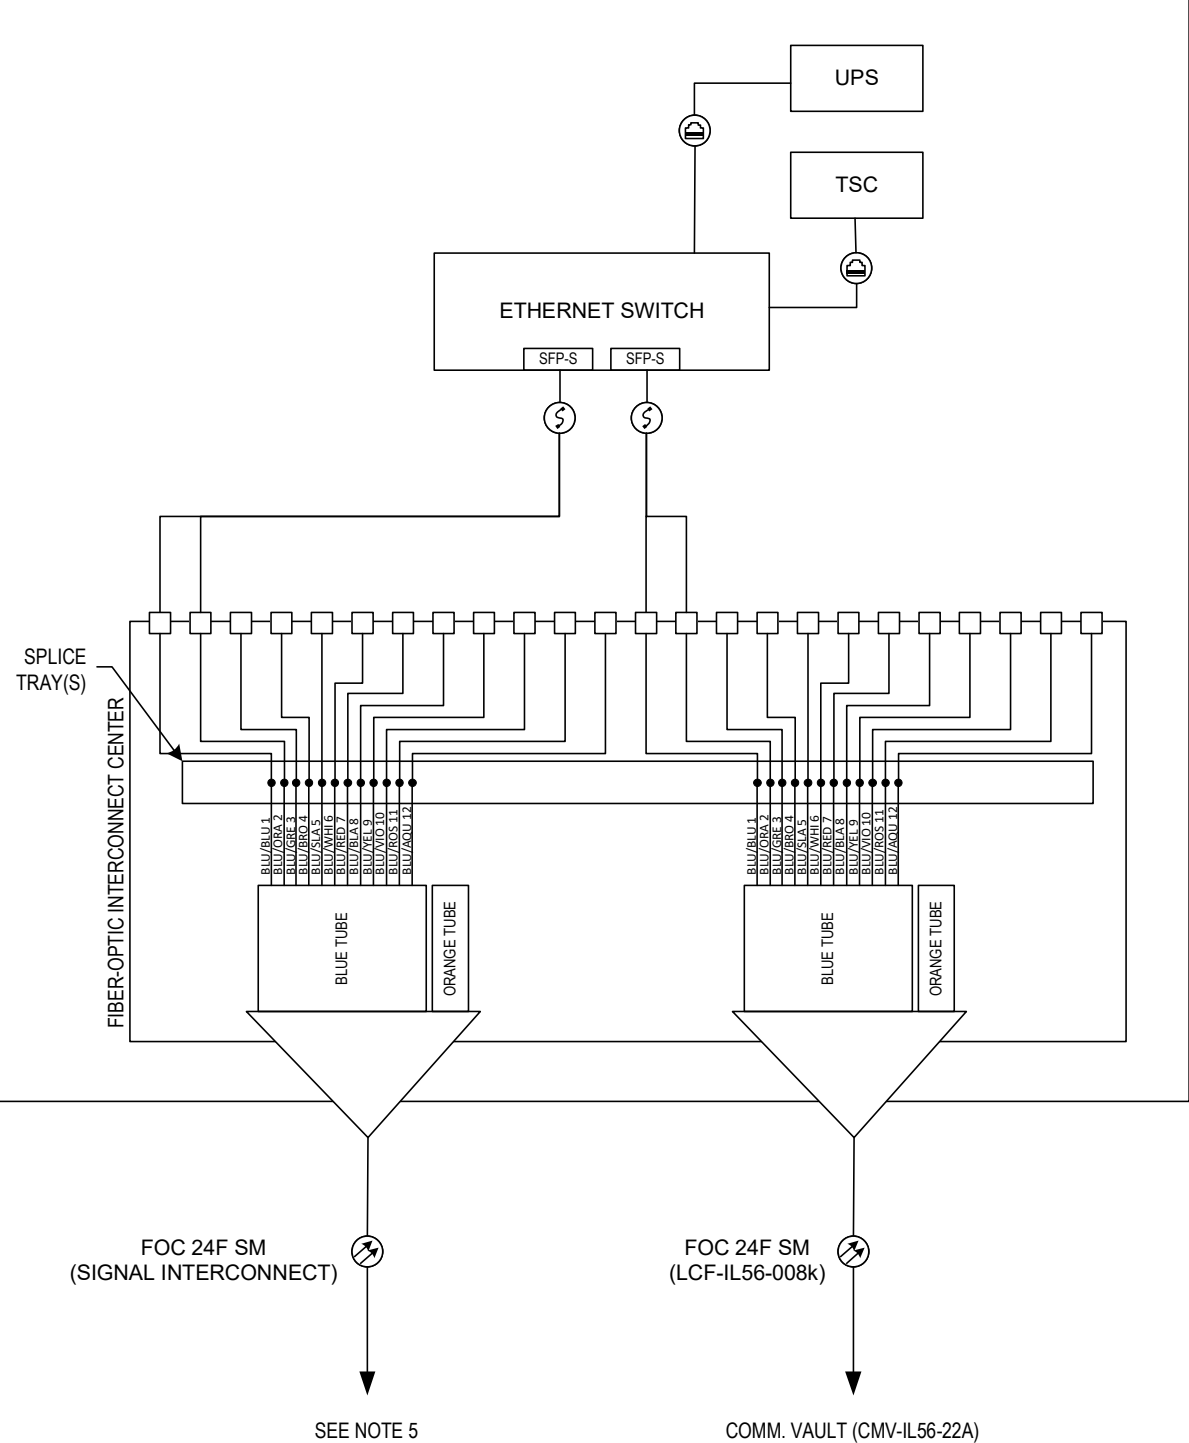 UPS
TSC
ETHERNET SWITCH
SFP-S
SFP-S
SPLICE
TRAY(S)
FIBER-OPTIC INTERCONNECT CENTER
BLU/BLU 1
BLU/ORA 2
BLU/GRE 3
BLU/BRO 4
BLU/SLA 5
BLU/WHI 6
BLU/RED 7
BLU/BLA 8
BLU/YEL 9
BLU/VIO 10
BLU/ROS 11
BLU/AQU 12
BLU/BLU 1
BLU/ORA 2
BLU/GRE 3
BLU/BRO 4
BLU/SLA 5
BLU/WHI 6
BLU/RED 7
BLU/BLA 8
BLU/YEL 9
BLU/VIO 10
BLU/ROS 11
BLU/AQU 12
BLUE TUBE
ORANGE TUBE
BLUE TUBE
ORANGE TUBE
FOC 24F SM
(SIGNAL INTERCONNECT)
FOC 24F SM
(LCF-IL56-008k)
SEE NOTE 5
COMM. VAULT (CMV-IL56-22A)